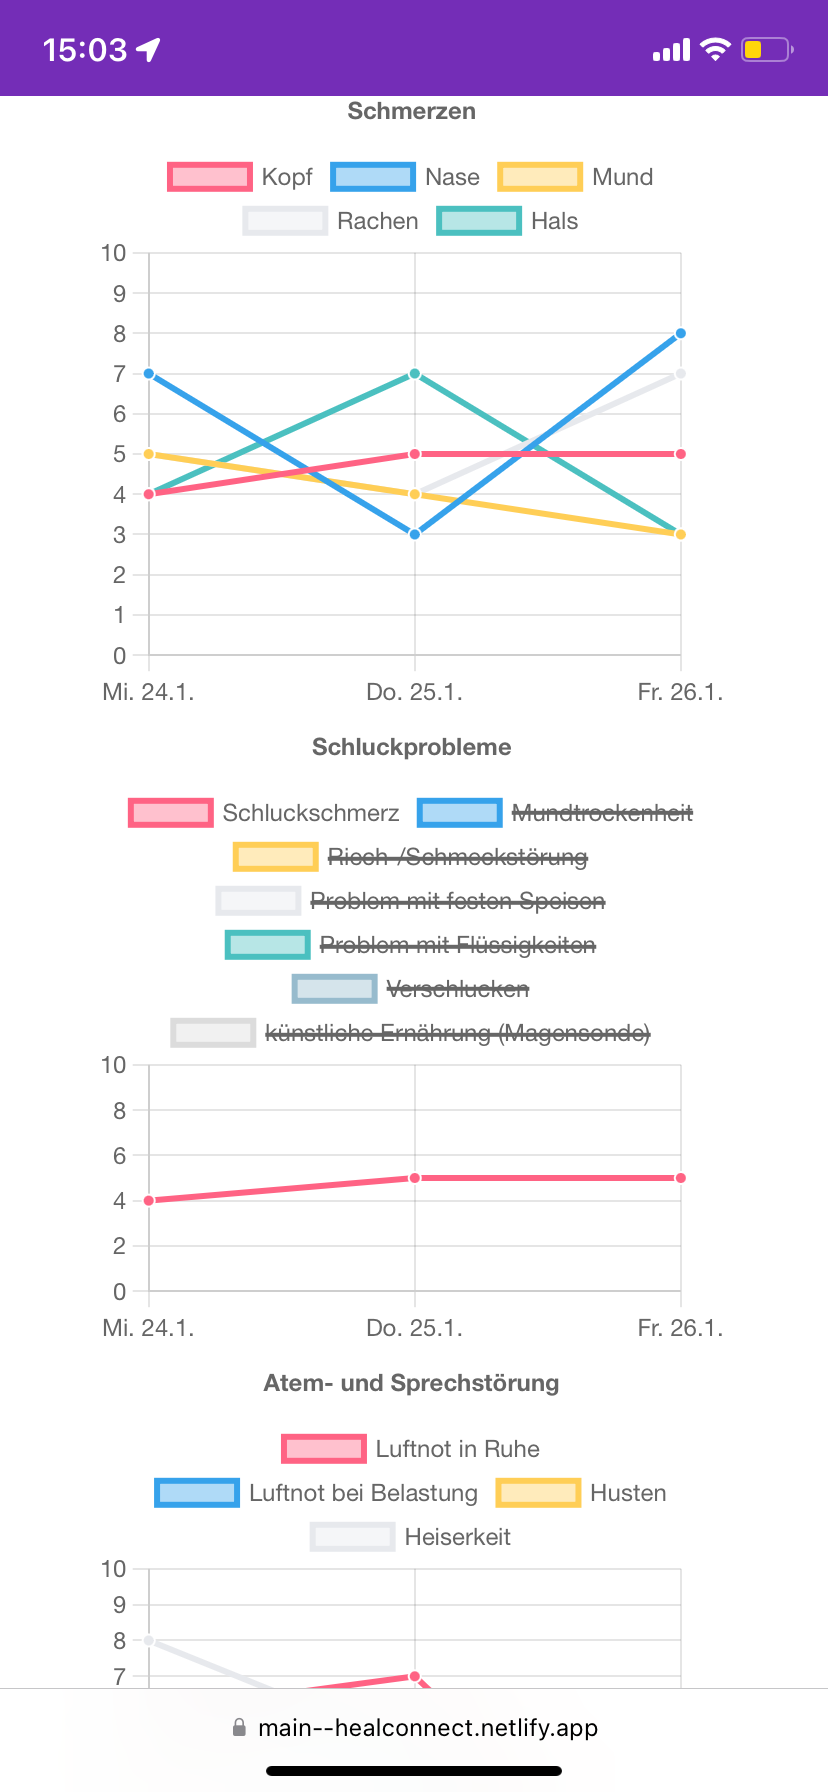 15:03
Schmerzen
Kopf Nase Mund
Rachen Hals
10
9
8
7
6
5
4
3
2
1
0
Mi. 24.1. Do. 25.1. Fr. 26.1.
Schluckprobleme
Schluckschmerz Mundtrockenheit
Riech-/Schmeckstörung
Problem mit festen Speisen
Problem mit Flüssigkeiten
Verschlucken
künstliche Ernährung (Magensonde)
10
8
6
4
2
0
Mi. 24.1. Do. 25.1. Fr. 26.1.
Atem- und Sprechstörung
Luftnot in Ruhe
Luftnot bei Belastung Husten
Heiserkeit
10
9
8
7
main--healconnect.netlify.app